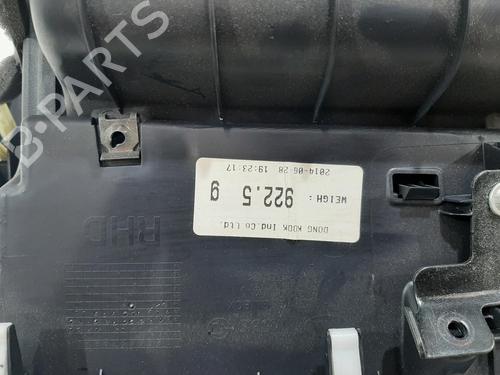 B-PARTS
DONG KOOK Ind.Co Ltd.
WEIGH : 922.5 g
2014-06-28 19:23:17
RHD